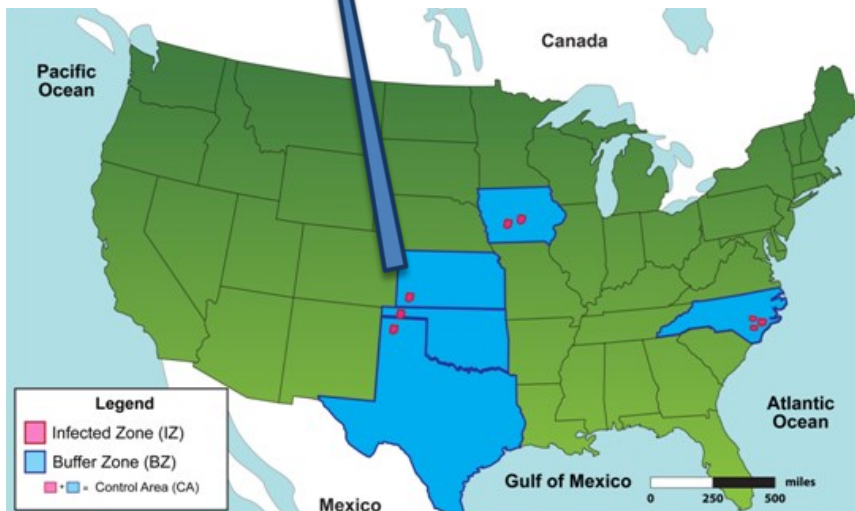 Canada
Pacific
Ocean
Legend
Infected Zone (IZ)
Buffer Zone (BZ)
+ = Control Area (CA)
Atlantic
Ocean
Gulf of Mexico
miles
0 250 500
Mexico